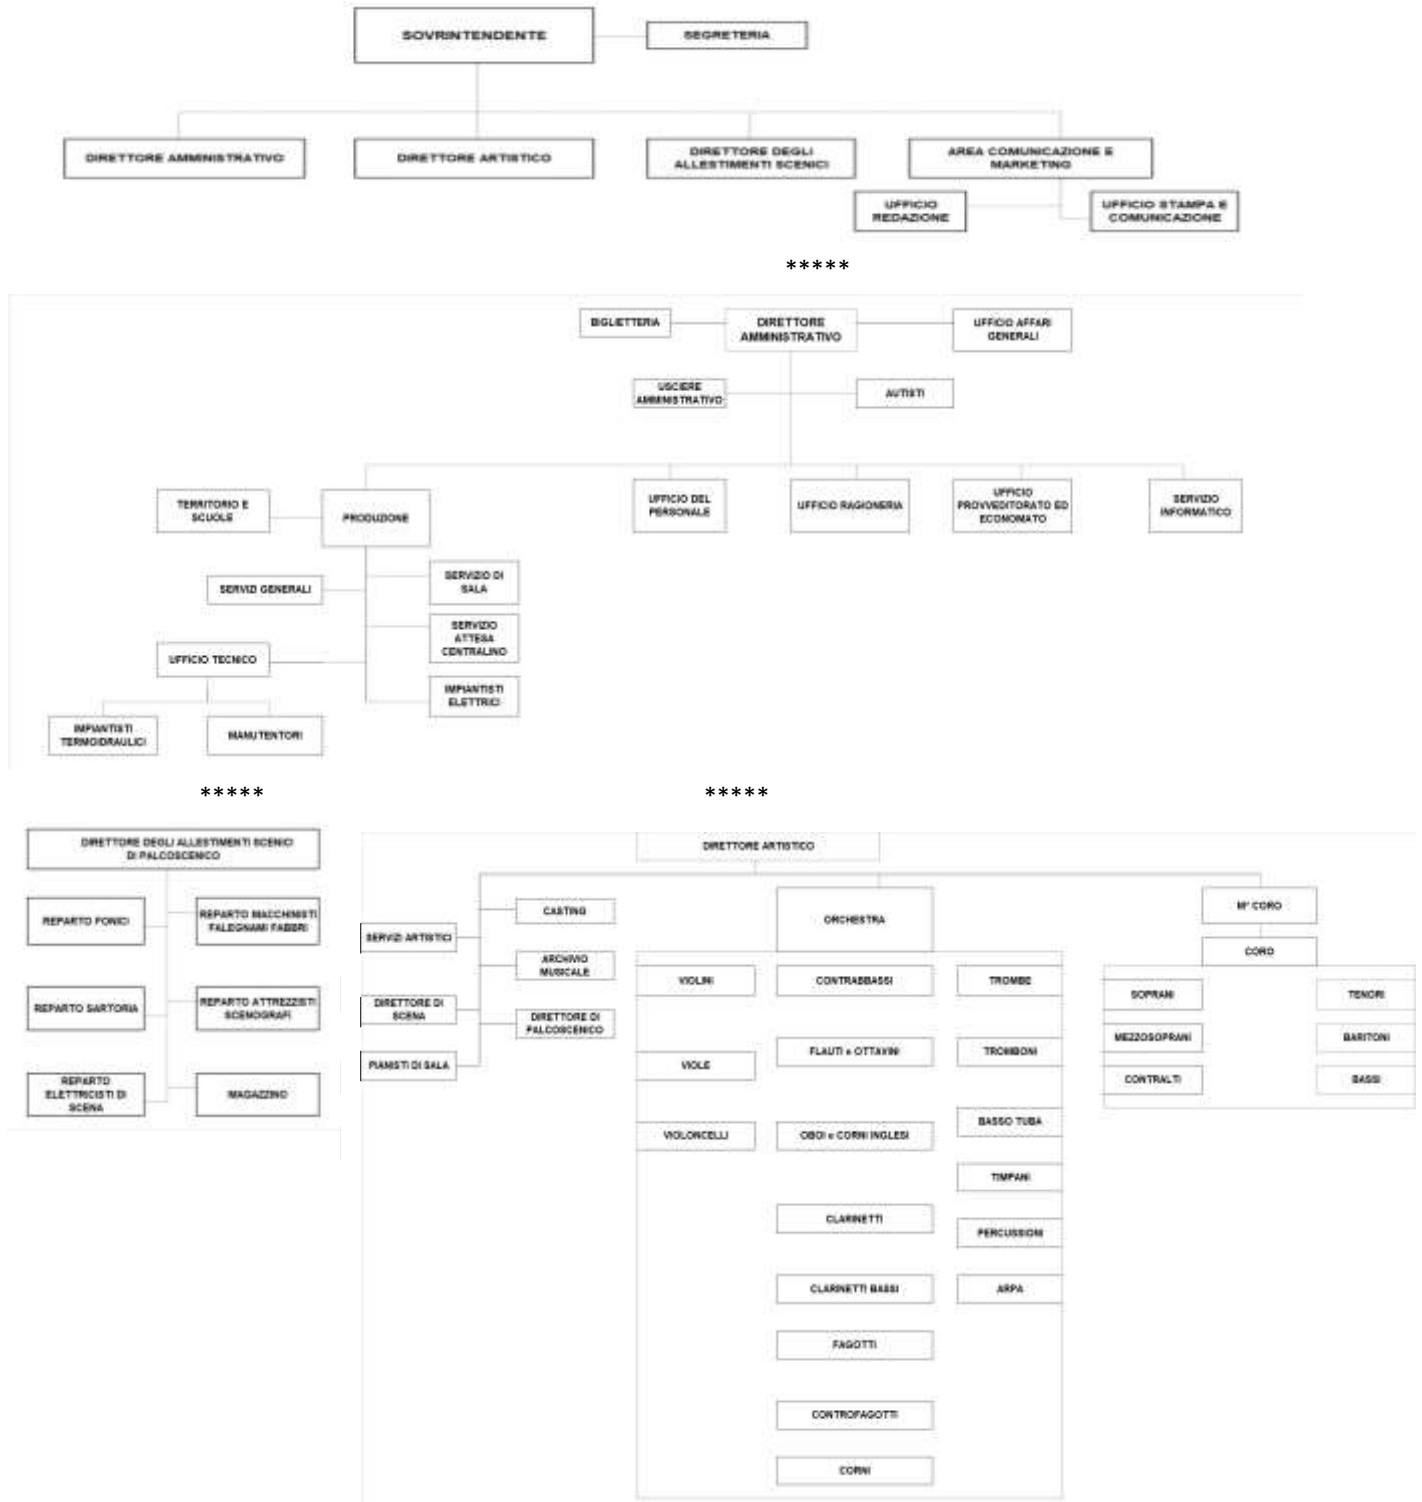 SOVRINTENDENTE
SEGRETERIA
DIRETTORE AMMINISTRATIVO
DIRETTORE ARTISTICO
DIRETTORE DEGLI
ALLESTIMENTI SCENICI
AREA COMUNICAZIONE E
MARKETING
UFFICIO
REDAZIONE
UFFICIO STAMPA E
COMUNICAZIONE
*****
BIGLIETTERIA
DIRETTORE
AMMINISTRATIVO
UFFICIO AFFARI
GENERALI
USCIERE
AMMINISTRATIVO
AUTISTI
TERRITORIO E
SCUOLE
PRODUZIONE
UFFICIO DEL
PERSONALE
UFFICIO RAGIONERIA
UFFICIO
PROVVEDITORATO ED
ECONOMATO
SERVIZIO
INFORMATICO
SERVIZI GENERALI
SERVIZIO DI
SALA
SERVIZIO
ATTESA
CENTRALINO
UFFICIO TECNICO
IMPIANTISTI
ELETTRICI
IMPIANTISTI
TERMOIDRAULICI
MANUTENTORI
*****
*****
DIRETTORE DEGLI ALLESTIMENTI SCENICI
DI PALCOSCENICO
REPARTO FONICI
REPARTO MACCHINISTI
FALEGNAMI FABBRI
REPARTO SARTORIA
REPARTO ATTREZZISTI
SCENOGRAFI
REPARTO
ELETTRICISTI DI
SCENA
MAGAZZINO
DIRETTORE ARTISTICO
CASTING
SERVIZI ARTISTICI
ARCHIVIO
MUSICALE
DIRETTORE DI
SCENA
DIRETTORE DI
PALCOSCENICO
PIANISTI DI SALA
ORCHESTRA
VIOLINI
VIOLE
VIOLONCELLI
CONTRABBASSI
FLAUTI e OTTAVINI
OBOI e CORNI INGLESI
CLARINETTI
CLARINETTI BASSI
FAGOTTI
CONTROFAGOTTI
CORNI
TROMBE
TROMBONI
BASSO TUBA
TIMPANI
PERCUSSIONI
ARPA
M° CORO
CORO
SOPRANI
MEZZOSOPRANI
CONTRALTI
TENORI
BARITONI
BASSI